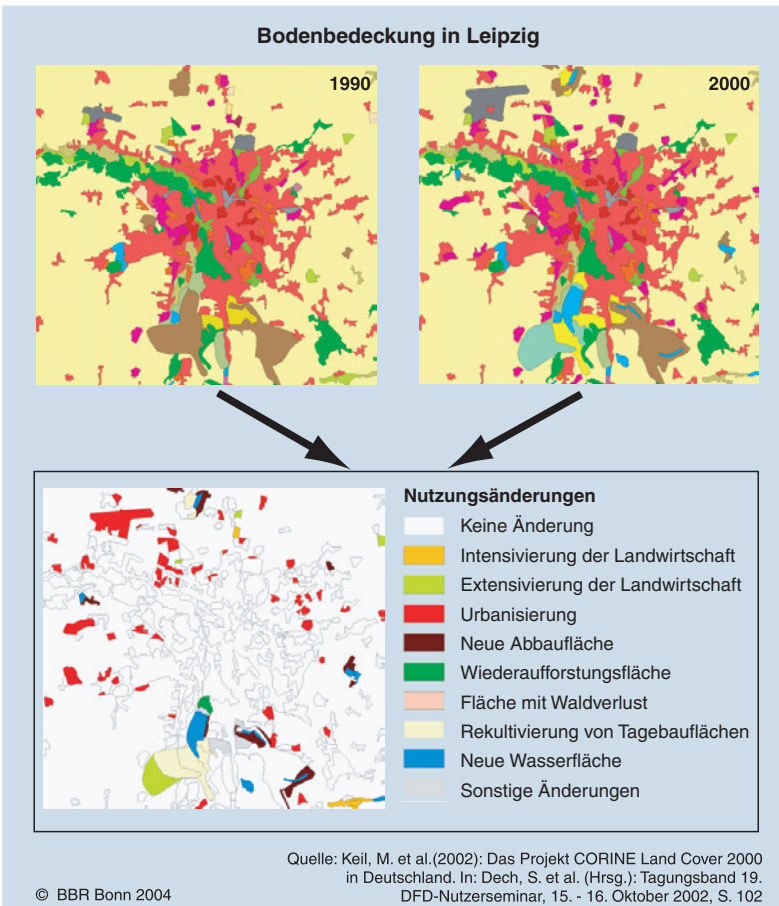 Bodenbedeckung in Leipzig
1990
2000
Nutzungsänderungen
Keine Änderung
Intensivierung der Landwirtschaft
Extensivierung der Landwirtschaft
Urbanisierung
Neue Abbaufläche
Wiederaufforstungsfläche
Fläche mit Waldverlust
Rekultivierung von Tagebauflächen
Neue Wasserfläche
Sonstige Änderungen
Quelle: Keil, M. et al.(2002): Das Projekt CORINE Land Cover 2000
in Deutschland. In: Dech, S. et al. (Hrsg.): Tagungsband 19.
© BBR Bonn 2004 DFD-Nutzerseminar, 15. - 16. Oktober 2002, S. 102